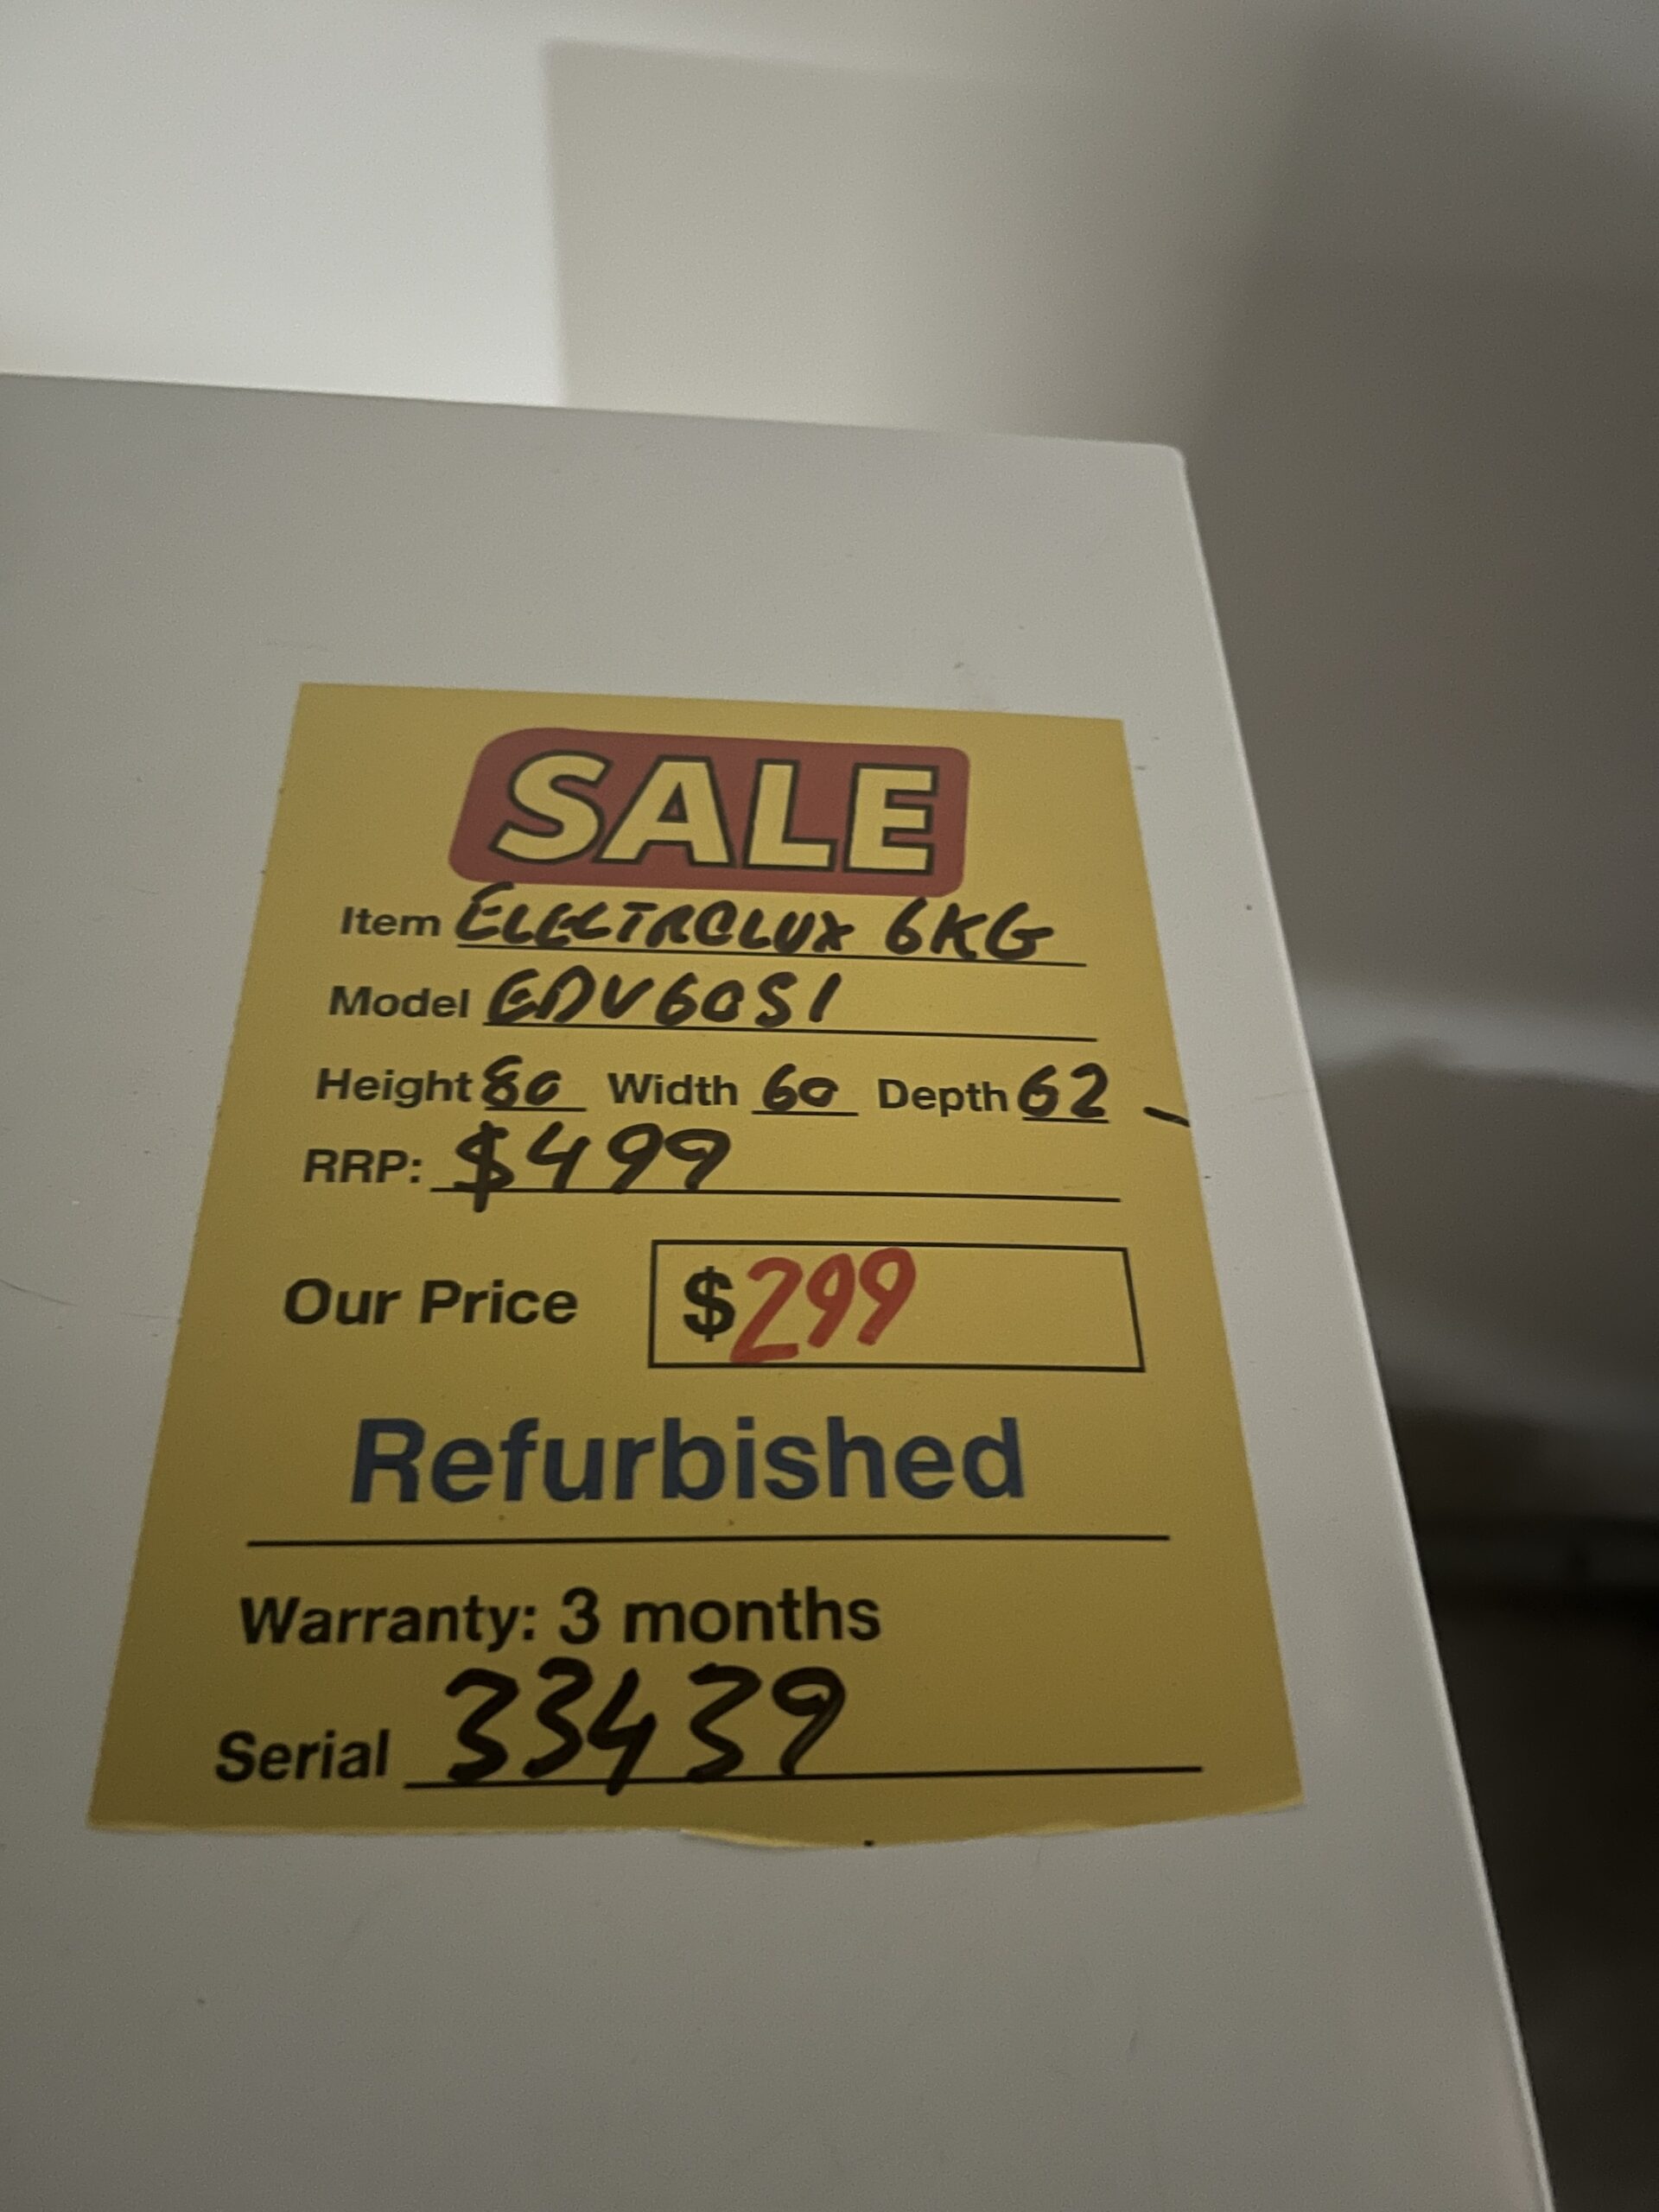 SALE
Item ELECTROLUX 6KG
Model EDV60S1
Height 80 Width 60 Depth 62
RRP: $499
Our Price $299
Refurbished
Warranty: 3 months
Serial 33439